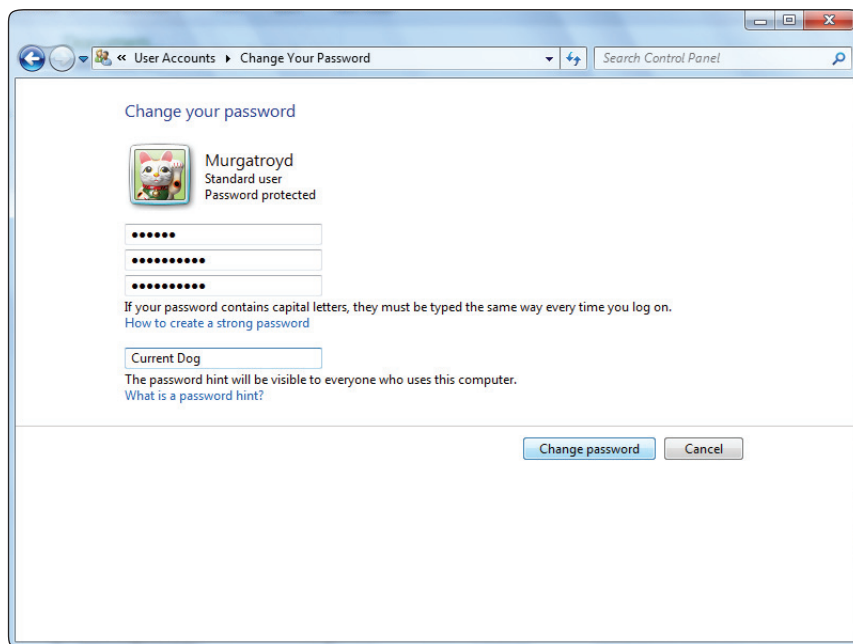 « User Accounts ▸ Change Your Password
Search Control Panel
Change your password
Murgatroyd
Standard user
Password protected
••••••
••••••••••
••••••••••
If your password contains capital letters, they must be typed the same way every time you log on.
How to create a strong password
Current Dog
The password hint will be visible to everyone who uses this computer.
What is a password hint?
Change password Cancel